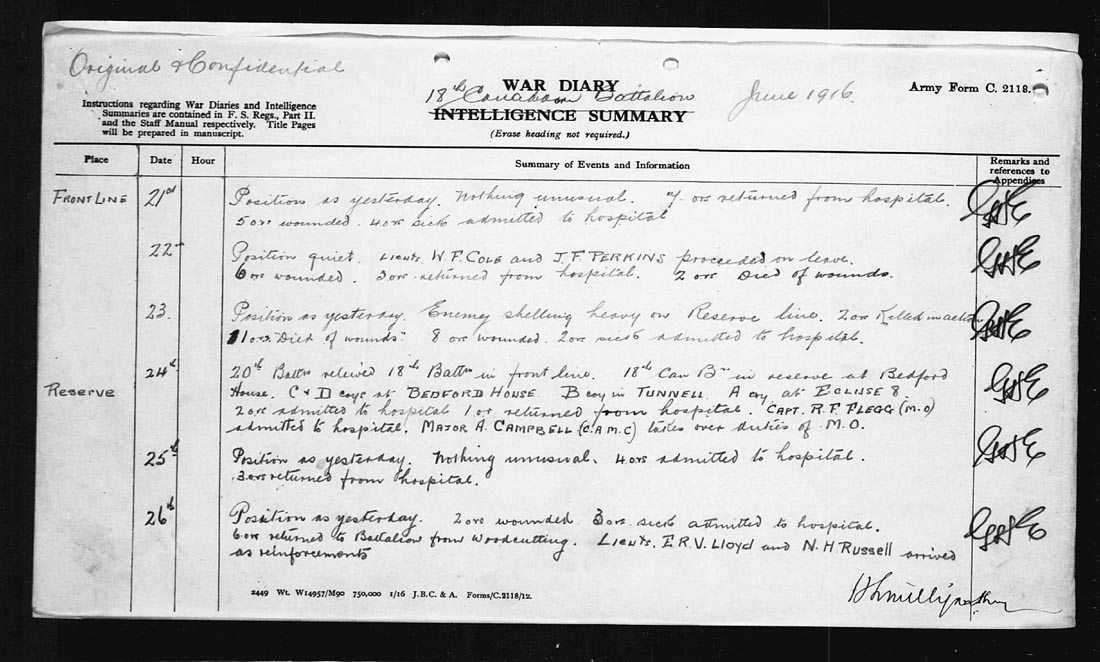 Original & Confidential
WAR DIARY
18th Canadian Battalion
June 1916.
Army Form C. 2118.
INTELLIGENCE SUMMARY
(Erase heading not required.)
Instructions regarding War Diaries and Intelligence
Summaries are contained in F. S. Regs., Part II.
and the Staff Manual respectively. Title Pages
will be prepared in manuscript.
Place Date Hour Summary of Events and Information Remarks and
references to
Appendices
FRONT LINE 21st Position as yesterday. Nothing unusual. or returned from hospital.
5 ors wounded. 4 ors sick admitted to hospital
22 Position quiet. LIEUTS. W F. COLE and J. F. PERKINS proceeded on leave.
6 ors wounded. 3 ors returned from hospital. 2 ors Died of wounds.
23. Position as yesterday. Enemy shelling heavy on Reserve line. 2 ors Killed in action
1 ors "Died of wounds" 8 ors wounded. 2 ors sick admitted to hospital.
Reserve 24th 20th Battn relieved 18th Battn in front line. 18th Can Bn in reserve at Bedford
House. C & D coys at BEDFORD HOUSE B coy in TUNNELL. A coy at ECLUSE 8.
2 ors admitted to hospital 1 or returned from hospital. CAPT. R. F. FLEGG (M.O)
admitted to hospital. MAJOR A. CAMPBELL (C.A.M.C) takes over duties of M.O.
25th Position as yesterday. Nothing unusual. 4 ors admitted to hospital.
3 ors returned from hospital.
26th Position as yesterday. 2 ors wounded 3 ors sick admitted to hospital.
6 ors returned to Battalion from Woodcutting. Lieuts. E.R.V. Lloyd and N. H. Russell arrived
as reinforcements
2449 Wt. W14957/M90 750,000 1/16 J.B.C. & A. Forms/C.2118/12.